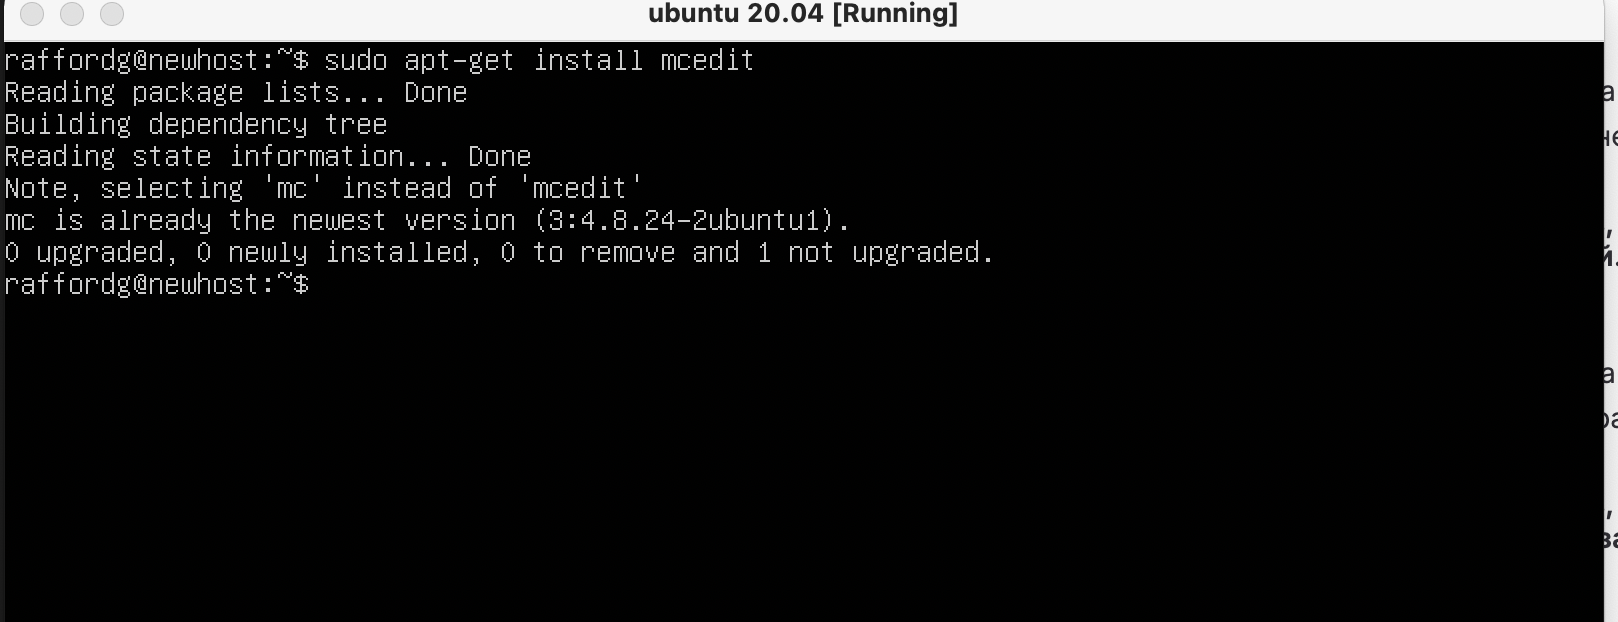 ubuntu 20.04 [Running]
raffordg@newhost:~$ sudo apt-get install mcedit
Reading package lists... Done
Building dependency tree
Reading state information... Done
Note, selecting 'mc' instead of 'mcedit'
mc is already the newest version (3:4.8.24-2ubuntu1).
0 upgraded, 0 newly installed, 0 to remove and 1 not upgraded.
raffordg@newhost:~$